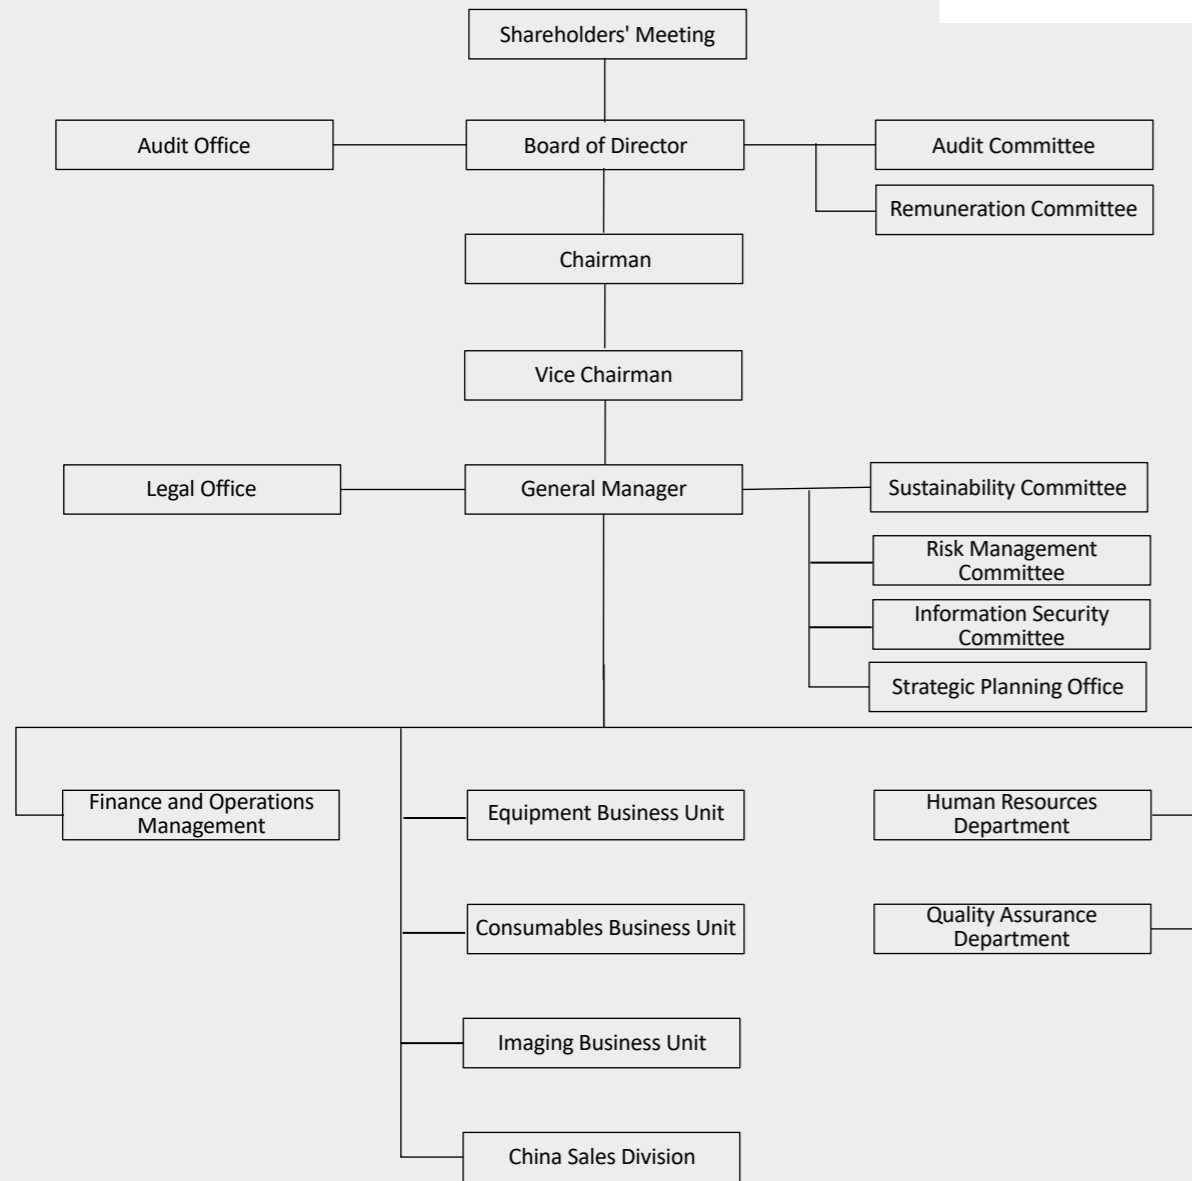 Shareholders' Meeting
Audit Office
Board of Director
Audit Committee
Remuneration Committee
Chairman
Vice Chairman
Legal Office
General Manager
Sustainability Committee
Risk Management
Committee
Information Security
Committee
Strategic Planning Office
Finance and Operations
Management
Equipment Business Unit
Human Resources
Department
Consumables Business Unit
Quality Assurance
Department
Imaging Business Unit
China Sales Division